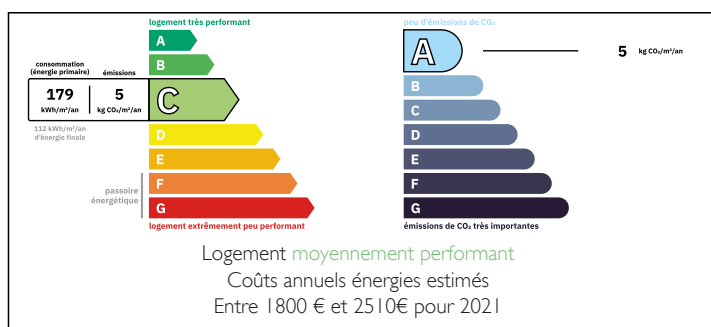 logement très performant
A
B
consommation
(énergie primaire)
émissions
179
kWh/m²/an
5
kg CO₂/m²/an
C
112 kWh/m²/an
d'énergie finale
D
E
passoire
énergétique
F
G
logement extrêmement peu performant
peu d'émissions de CO₂
A
5 kg CO₂/m²/an
B
C
D
E
F
G
émissions de CO₂ très importantes
Logement moyennement performant
Coûts annuels énergies estimés
Entre 1800 € et 2510€ pour 2021